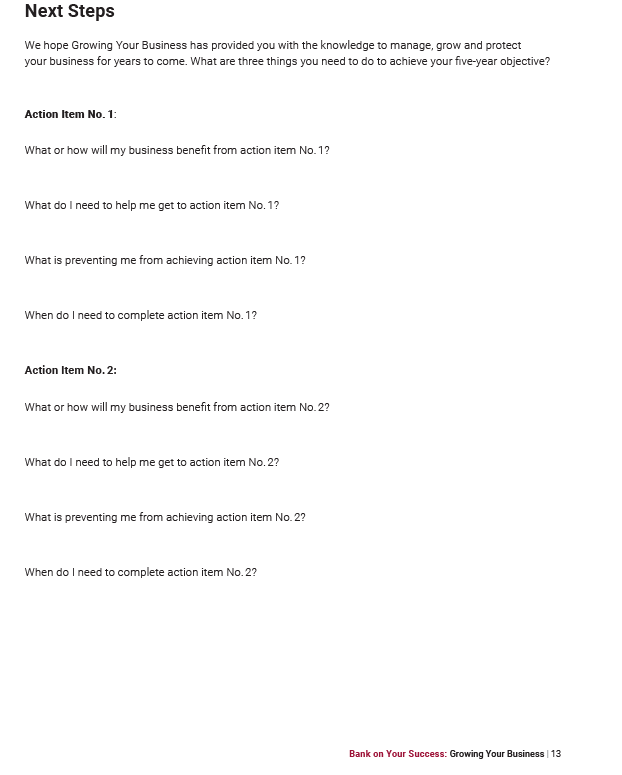 Next Steps
We hope Growing Your Business has provided you with the knowledge to manage, grow and protect
your business for years to come. What are three things you need to do to achieve your five-year objective?
Action Item No. 1:
What or how will my business benefit from action item No. 1?
What do I need to help me get to action item No. 1?
What is preventing me from achieving action item No. 1?
When do I need to complete action item No. 1?
Action Item No. 2:
What or how will my business benefit from action item No. 2?
What do I need to help me get to action item No. 2?
What is preventing me from achieving action item No. 2?
When do I need to complete action item No. 2?
Bank on Your Success: Growing Your Business | 13